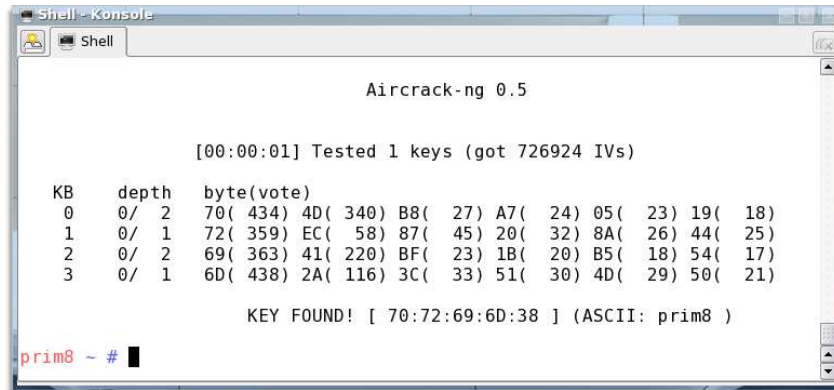 Shell - Konsole
Shell
Aircrack-ng 0.5
[00:00:01] Tested 1 keys (got 726924 IVs)
KB depth byte(vote)
0 0/ 2 70( 434) 4D( 340) B8( 27) A7( 24) 05( 23) 19( 18)
1 0/ 1 72( 359) EC( 58) 87( 45) 20( 32) 8A( 26) 44( 25)
2 0/ 2 69( 363) 41( 220) BF( 23) 1B( 20) B5( 18) 54( 17)
3 0/ 1 6D( 438) 2A( 116) 3C( 33) 51( 30) 4D( 29) 50( 21)
KEY FOUND! [ 70:72:69:6D:38 ] (ASCII: prim8 )
prim8 ~ #